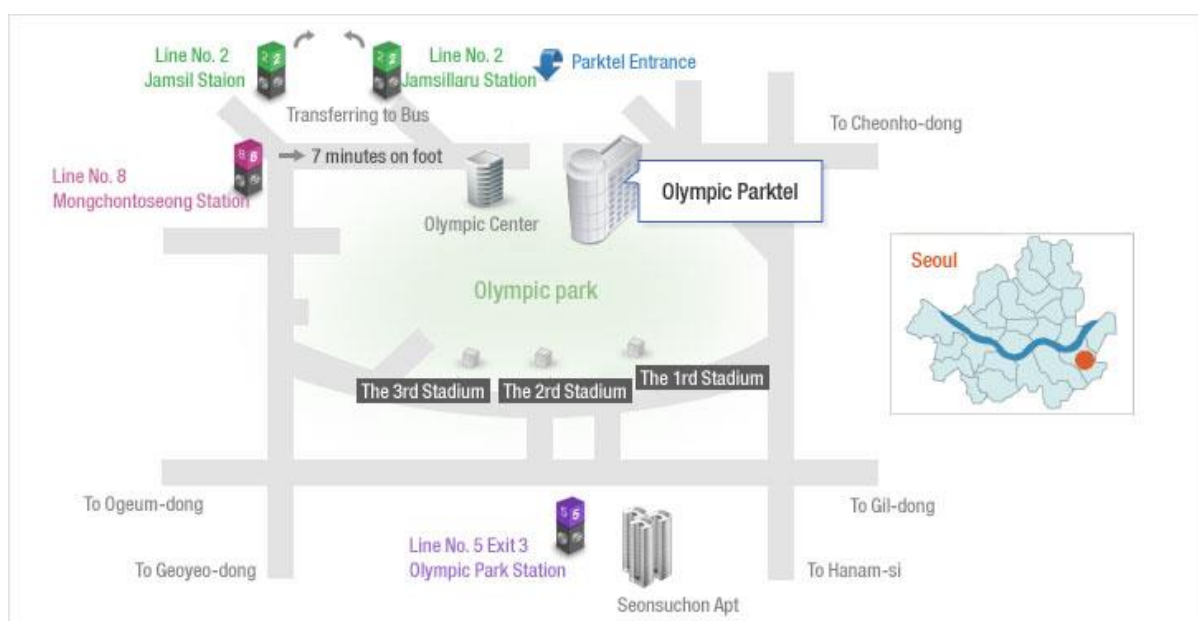 Line No. 2
Jamsil Staion
Line No. 2
Jamsillaru Station
Parktel Entrance
Transferring to Bus
To Cheonho-dong
8
7 minutes on foot
Line No. 8
Mongchontoseong Station
Olympic Parktel
Olympic Center
Seoul
Olympic park
The 3rd Stadium
The 2rd Stadium
The 1rd Stadium
To Ogeum-dong
To Gil-dong
5 5
Line No. 5 Exit 3
Olympic Park Station
To Geoyeo-dong
To Hanam-si
Seonsuchon Apt